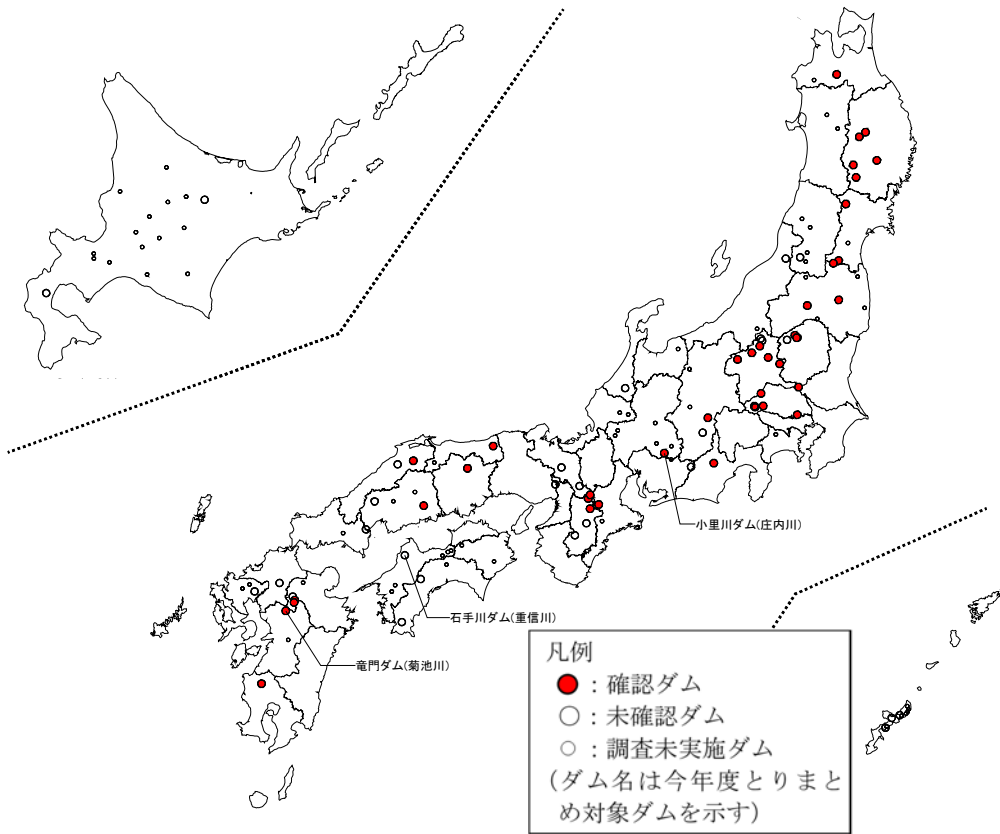 小里川ダム(庄内川)
石手川ダム(重信川)
竜門ダム(菊池川)
凡例
：確認ダム
：未確認ダム
：調査未実施ダム
(ダム名は今年度とりまと
め対象ダムを示す)